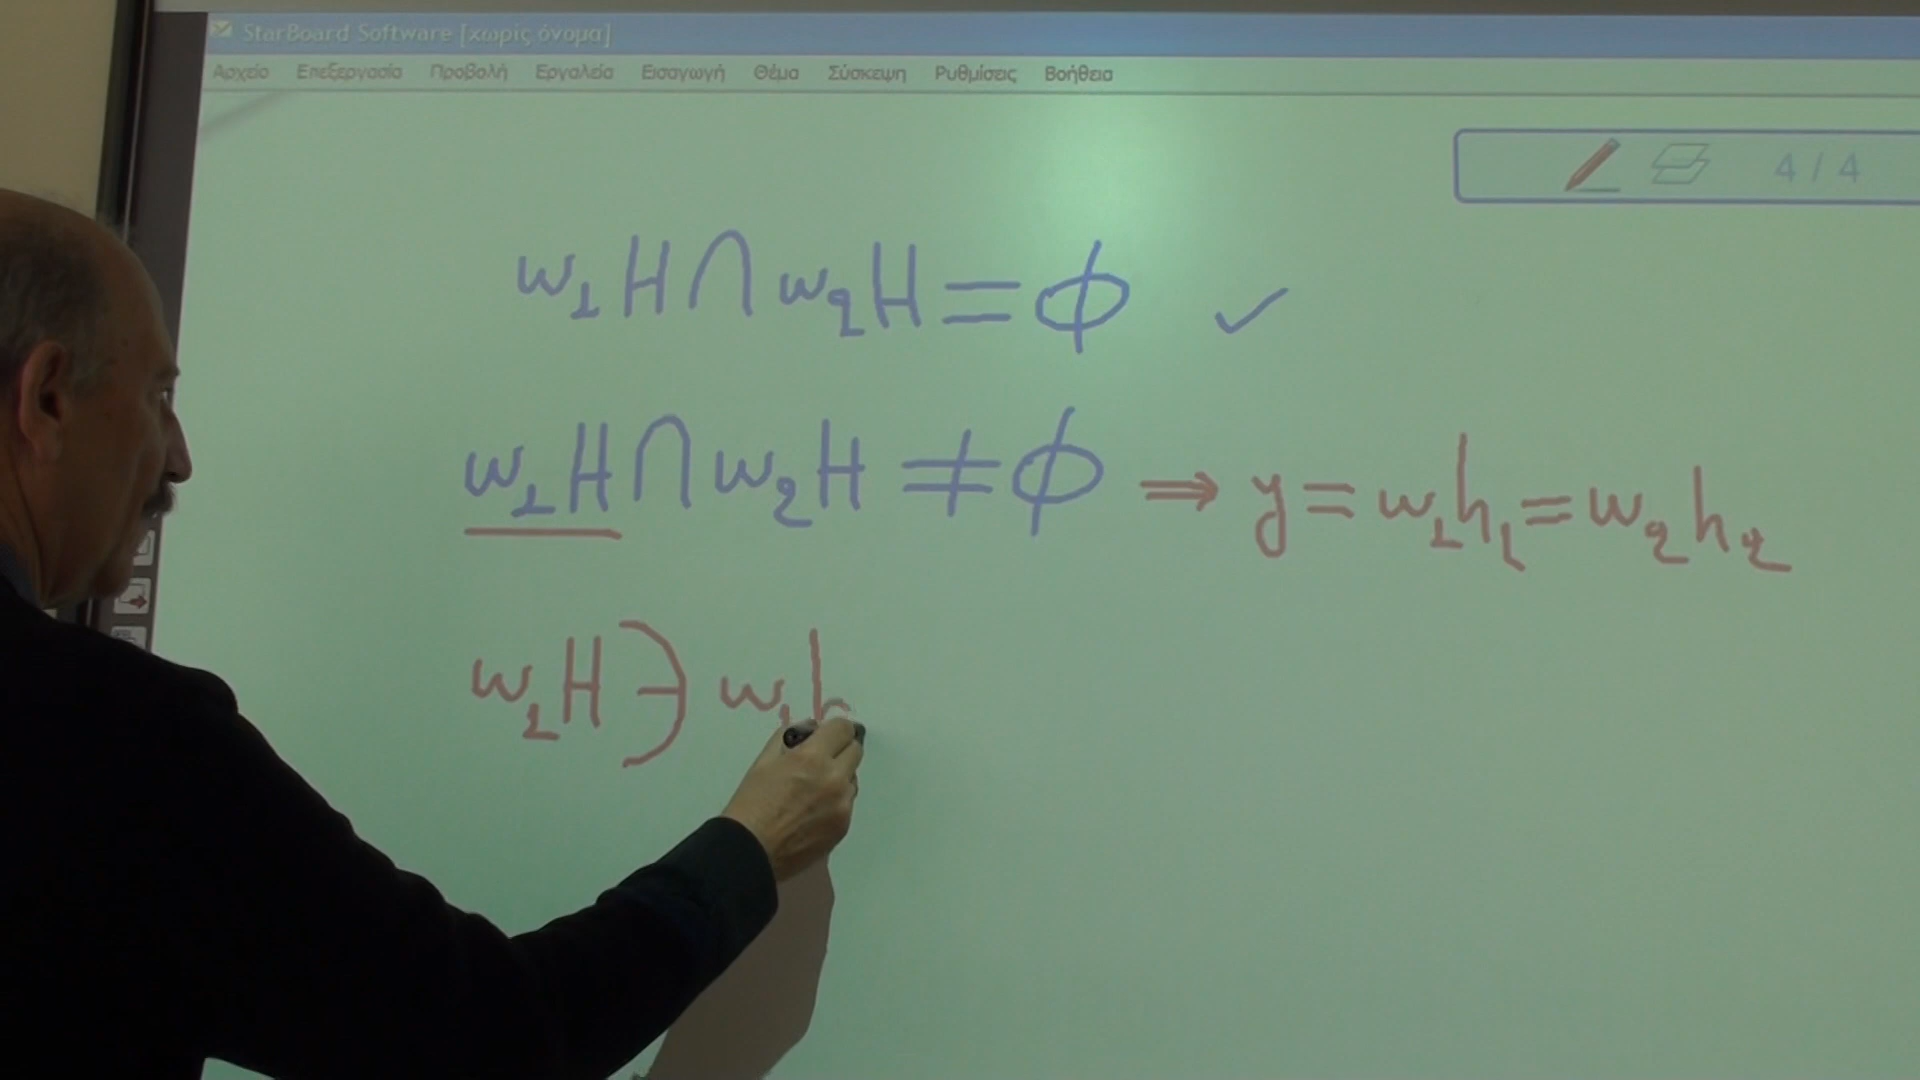 StarBoard Software [χωρίς όνομα]
Αρχείο Επεξεργασία Προβολή Εργαλεία Εισαγωγή Θέμα Σύσκεψη Ρυθμίσεις Βοήθεια
4 / 4
w₁H ∩ w₂H = ϕ ✓
w₁H ∩ w₂H ≠ ϕ ⇒ y = w₁h₁ = w₂h₂
w₂H ∋ w₁h